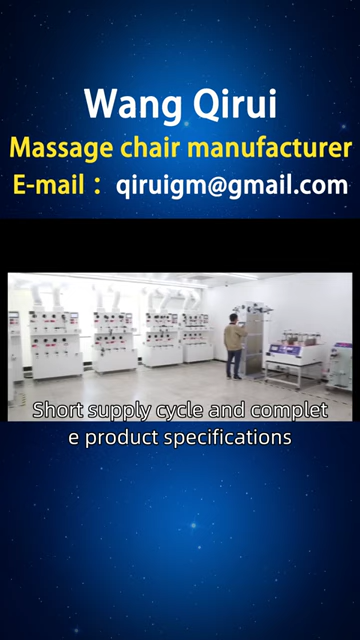 Wang Qirui
Massage chair manufacturer
E-mail： qiruigm@gmail.com
Short supply cycle and complet
e product specifications